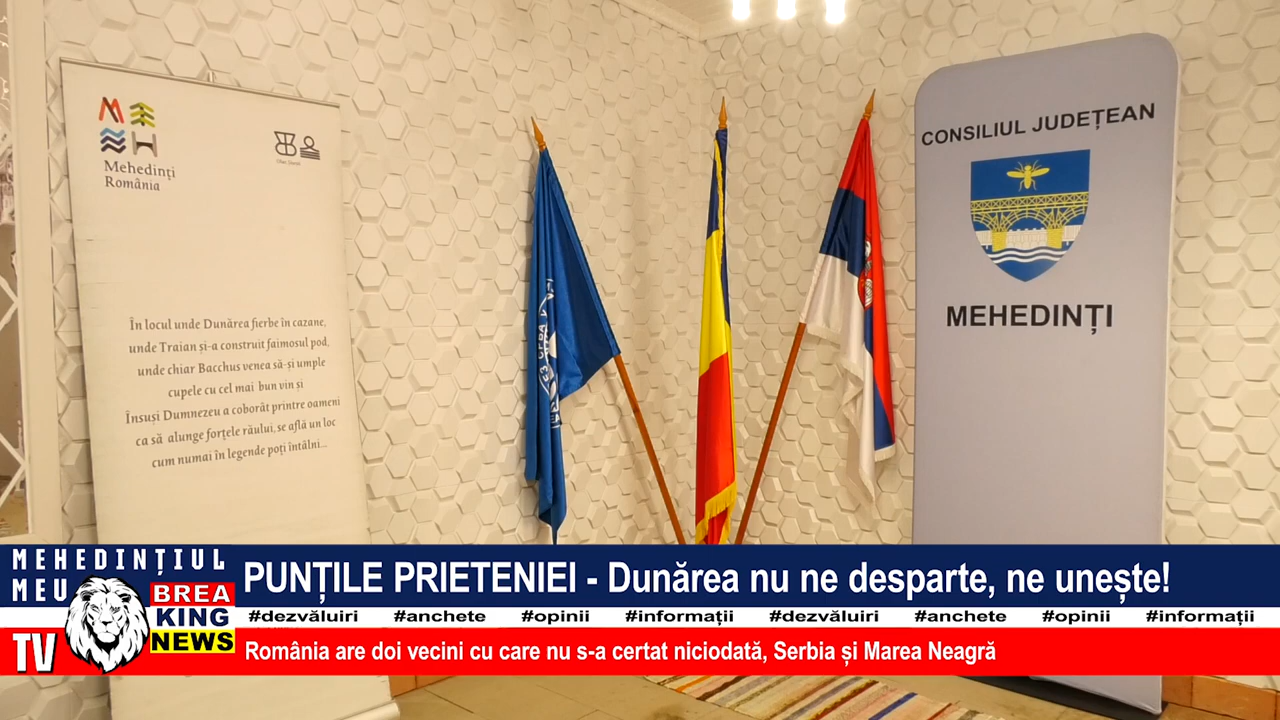 Mehedinți
România
În locul unde Dunărea fierbe în cazane,
unde Traian și-a construit faimosul pod,
unde chiar Bacchus venea să-și umple
cupele cu cel mai bun vin și
Însuși Dumnezeu a coborât printre oameni
ca să alunge forțele răului, se află un loc
cum numai în legende poți întâlni...
CONSILIUL JUDEȚEAN
MEHEDINȚI
MEHEDINȚIUL
MEU
TV
BREA
KING
NEWS
PUNȚILE PRIETENIEI - Dunărea nu ne desparte, ne unește!
#dezvăluiri #anchete #opinii #informații #dezvăluiri #anchete #opinii #informații
România are doi vecini cu care nu s-a certat niciodată, Serbia și Marea Neagră